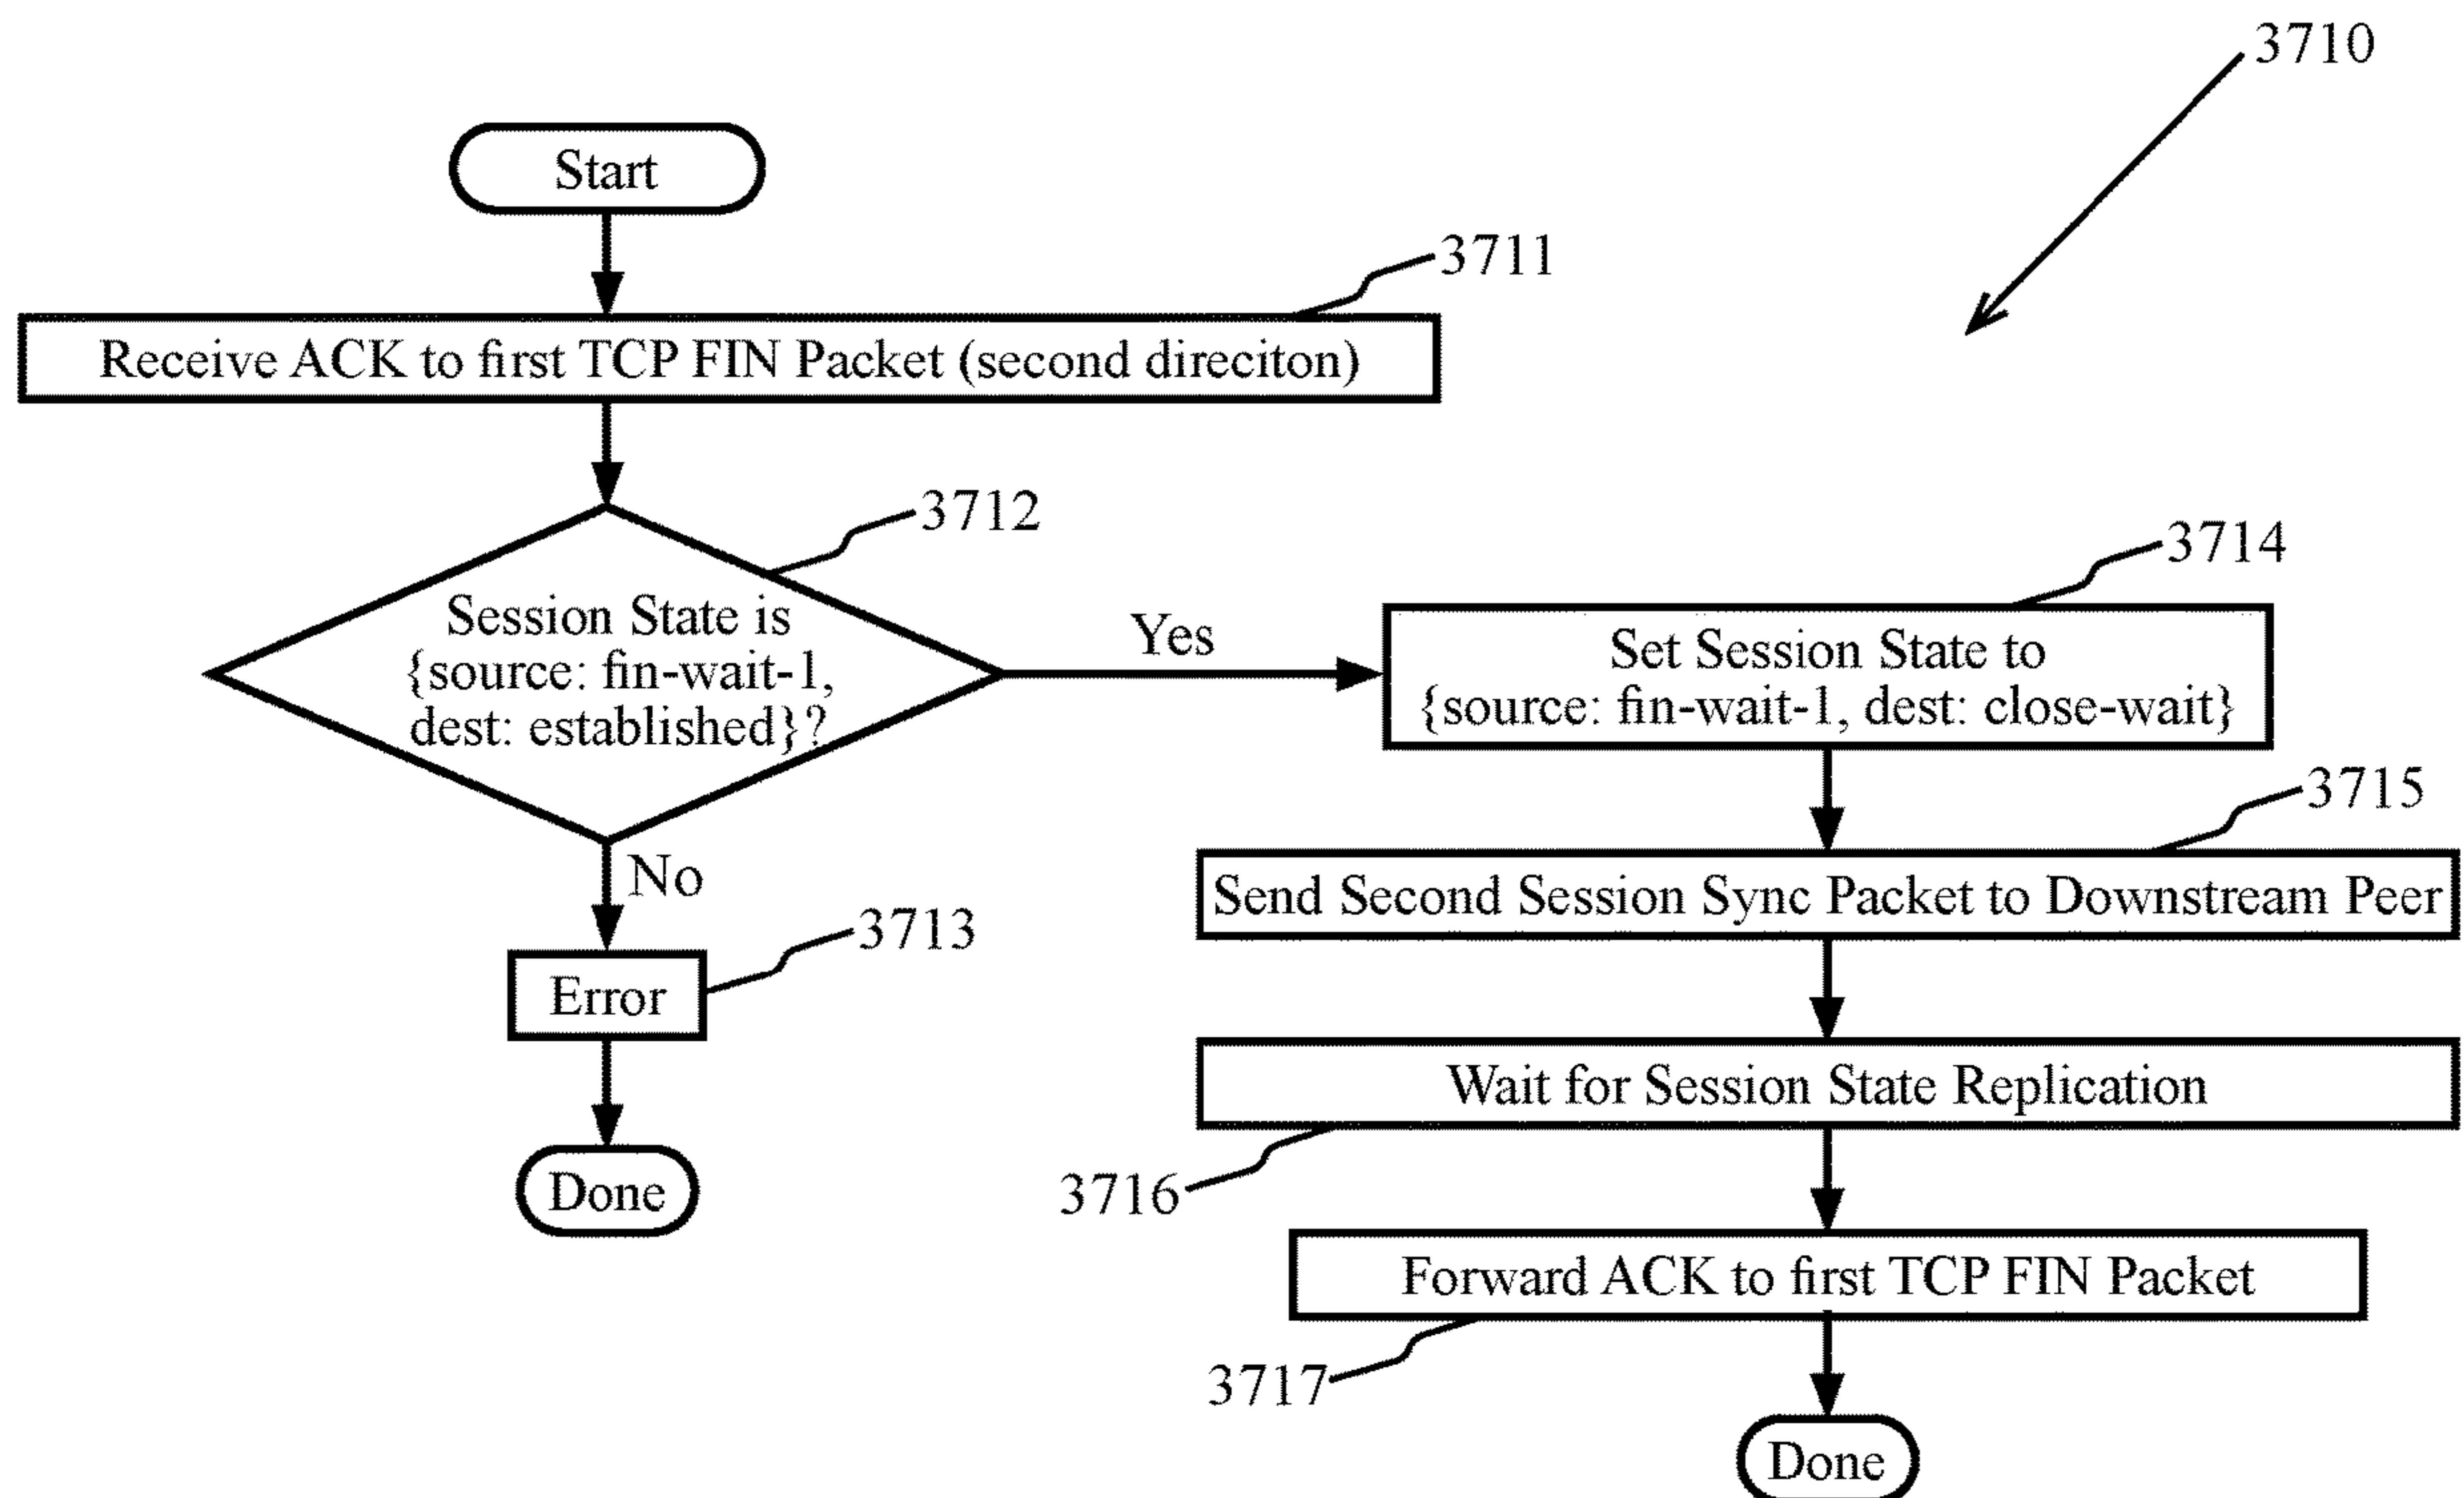 3710
Start
3711
Receive ACK to first TCP FIN Packet (second direciton)
3712
Session State is
{source: fin-wait-1,
dest: established}?
Yes
No
3713
Error
Done
3714
Set Session State to
{source: fin-wait-1, dest: close-wait}
3715
Send Second Session Sync Packet to Downstream Peer
Wait for Session State Replication
3716
Forward ACK to first TCP FIN Packet
3717
Done